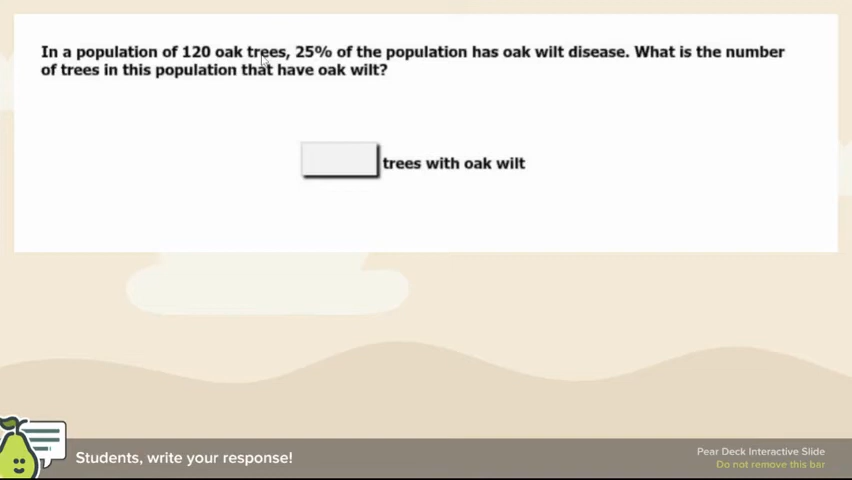 In a population of 120 oak trees, 25% of the population has oak wilt disease. What is the number
of trees in this population that have oak wilt?
trees with oak wilt
Students, write your response!
Pear Deck Interactive Slide
Do not remove this bar